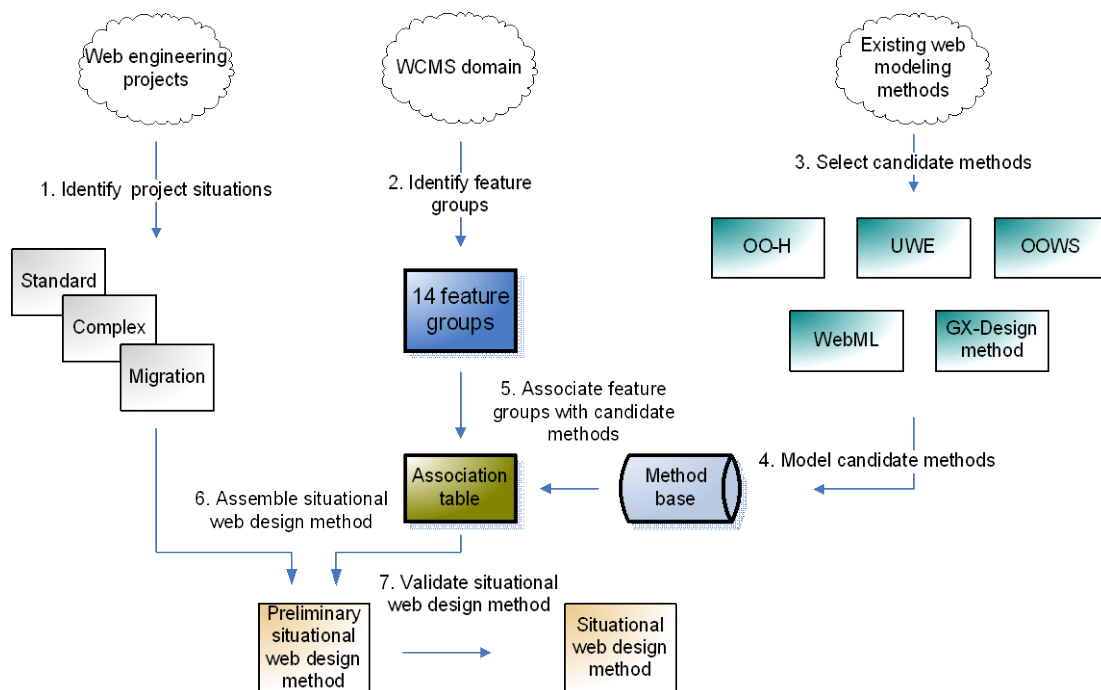 Web engineering
projects
WCMS domain
Existing web
modeling
methods
1. Identify project situations
2. Identify feature
groups
3. Select candidate methods
Standard
Complex
Migration
14 feature
groups
OO-H
UWE
OOWS
WebML
GX-Design
method
5. Associate feature
groups with candidate
methods
4. Model candidate methods
Method
base
Association
table
6. Assemble situational
web design method
7. Validate situational
web design method
Preliminary
situational
web design
method
Situational
web design
method